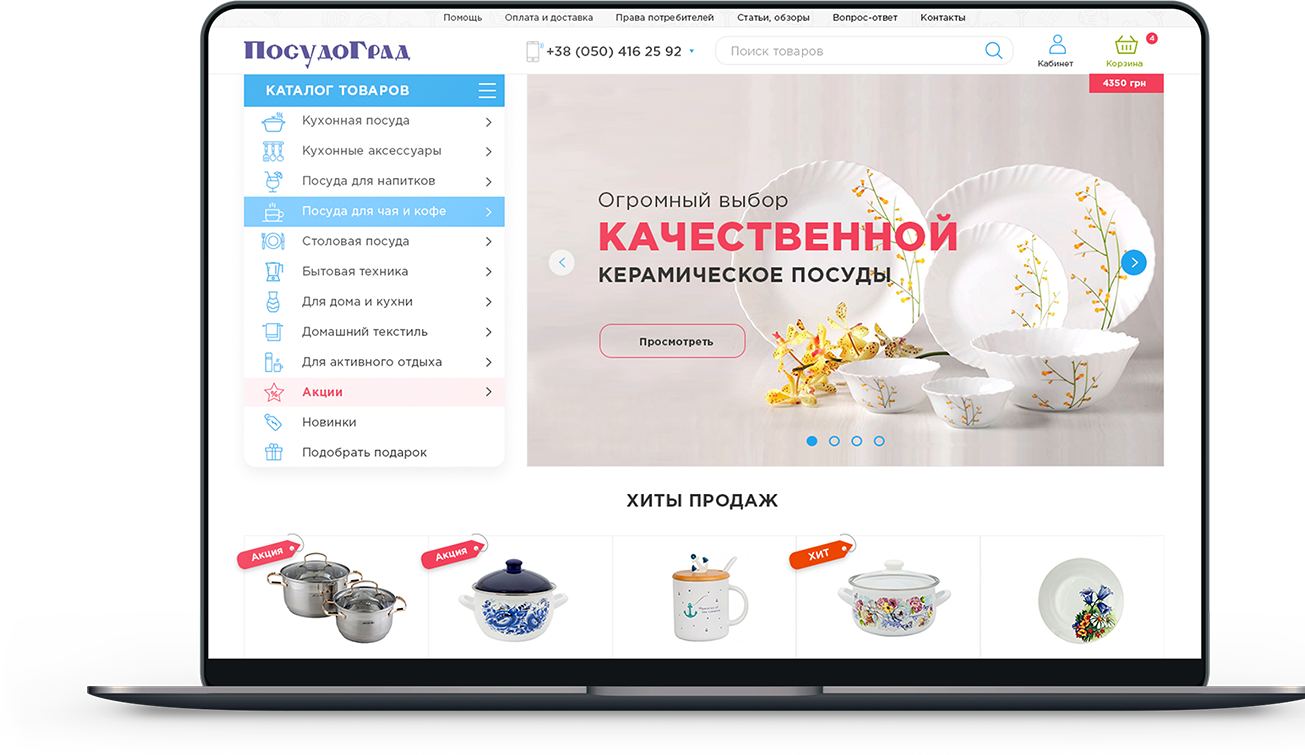 Помощь
Оплата и доставка
Права потребителей
Статьи, обзоры
Вопрос-ответ
Контакты
ПосудоГрад
+38 (050) 416 25 92
Поиск товаров
Кабинет
4
Корзина
4350 грн
КАТАЛОГ ТОВАРОВ
Кухонная посуда
Кухонные аксессуары
Посуда для напитков
Посуда для чая и кофе
Столовая посуда
Бытовая техника
Для дома и кухни
Домашний текстиль
Для активного отдыха
%
Акции
Новинки
Подобрать подарок
Огромный выбор
КАЧЕСТВЕННОЙ
КЕРАМИЧЕСКОЕ ПОСУДЫ
Просмотреть
ХИТЫ ПРОДАЖ
Акция
Акция
ХИТ